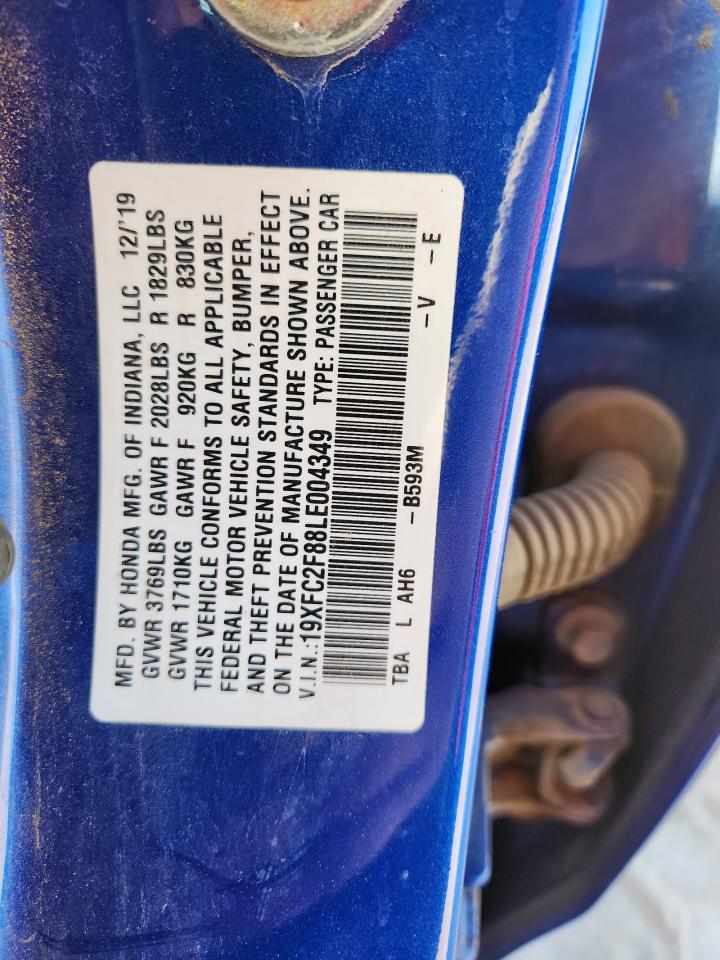 MFD. BY HONDA MFG. OF INDIANA, LLC 12/'19
GVWR 3769LBS GAWR F 2028LBS R 1829LBS
GVWR 1710KG GAWR F 920KG R 830KG
THIS VEHICLE CONFORMS TO ALL APPLICABLE
FEDERAL MOTOR VEHICLE SAFETY, BUMPER,
AND THEFT PREVENTION STANDARDS IN EFFECT
ON THE DATE OF MANUFACTURE SHOWN ABOVE.
V.I.N.:19XFC2F88LE004349 TYPE: PASSENGER CAR
TBA L AH6 -B593M -V -E